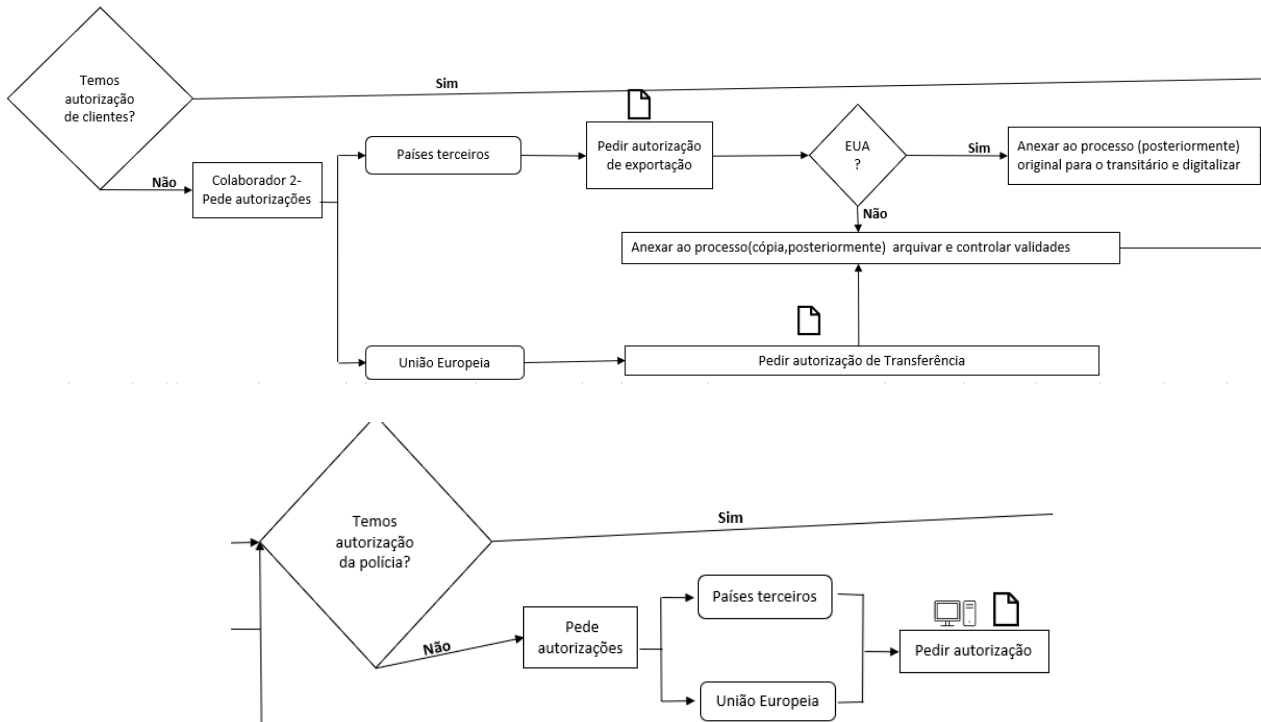 Temos
autorização
de clientes?
Sim
Não
Colaborador 2-
Pede autorizações
Países terceiros
Pedir autorização
de exportação
EUA
?
Sim
Anexar ao processo (posteriormente)
original para o transitário e digitalizar
Não
Anexar ao processo(cópia,posteriormente)  arquivar e controlar validades
União Europeia
Pedir autorização de Transferência
Temos
autorização
da polícia?
Sim
Não
Pede
autorizações
Países terceiros
União Europeia
Pedir autorização